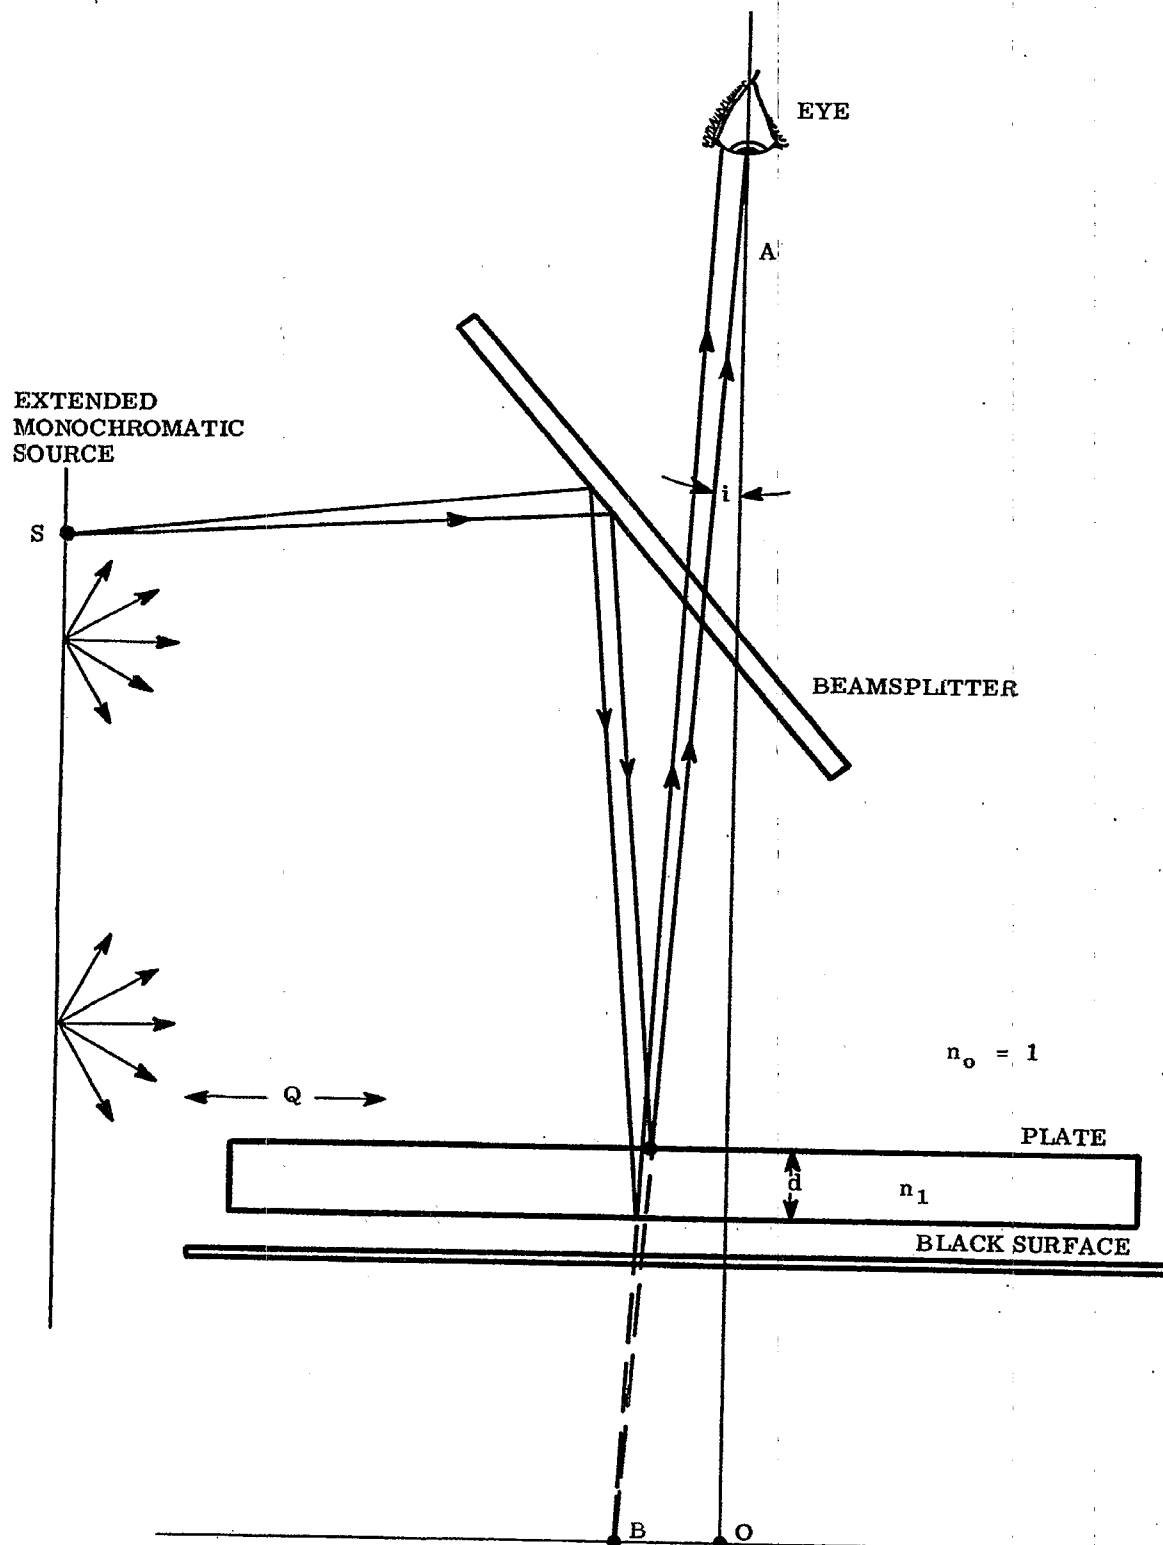 EYE
A
EXTENDED
MONOCHROMATIC
SOURCE
S
i
BEAMSPLITTER
n₀ = 1
Q
PLATE
d
n₁
BLACK SURFACE
B
O